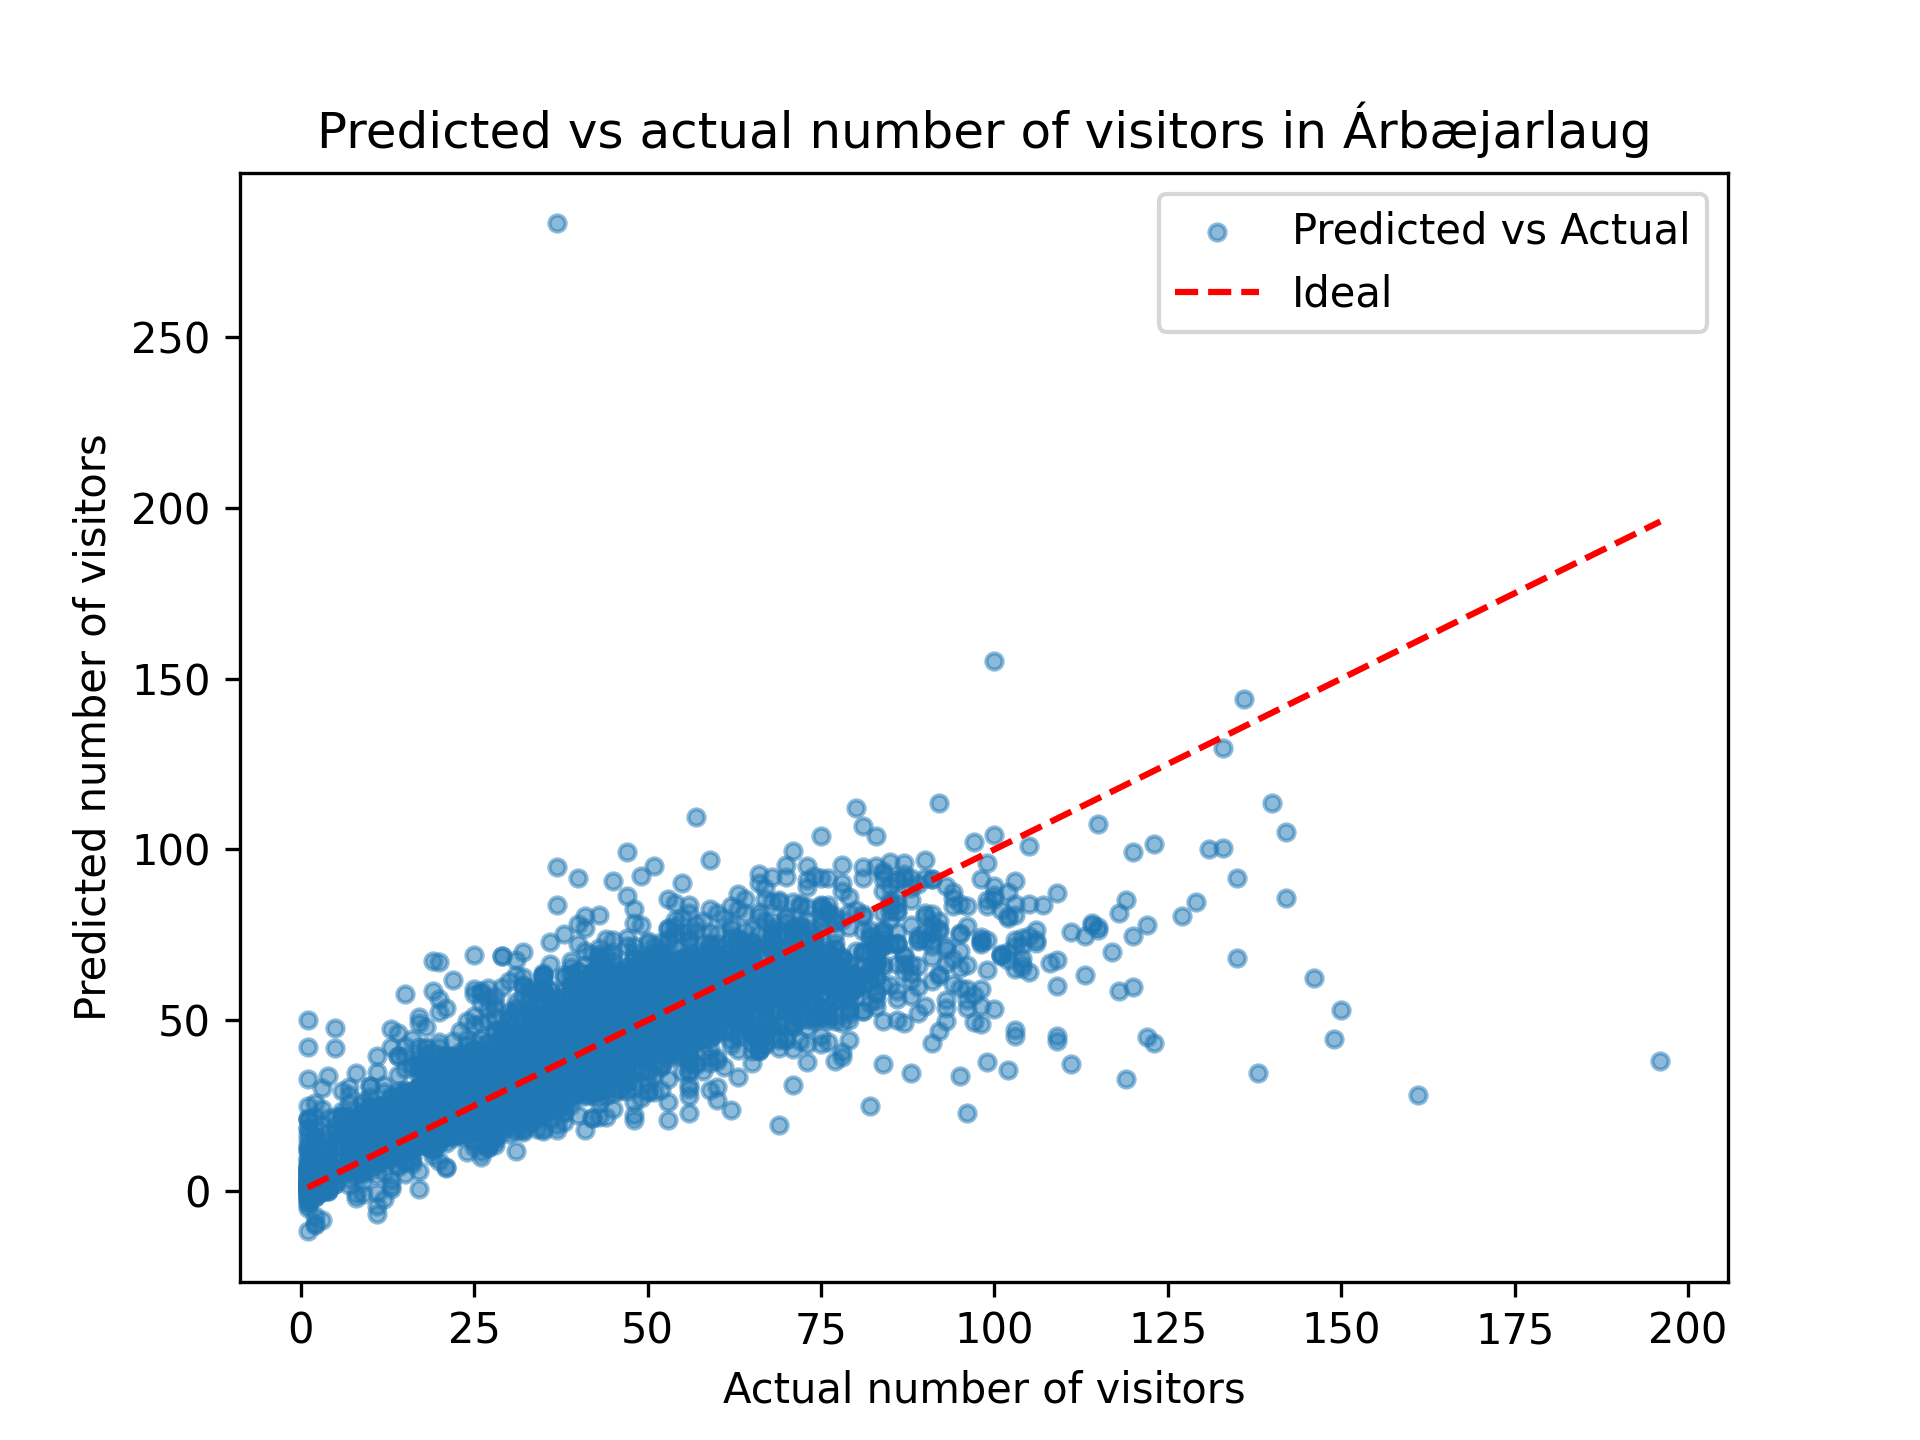 Predicted vs actual number of visitors in Árbæjarlaug
Predicted vs Actual
Ideal
Predicted number of visitors
250
200
150
100
50
0
0 25 50 75 100 125 150 175 200
Actual number of visitors